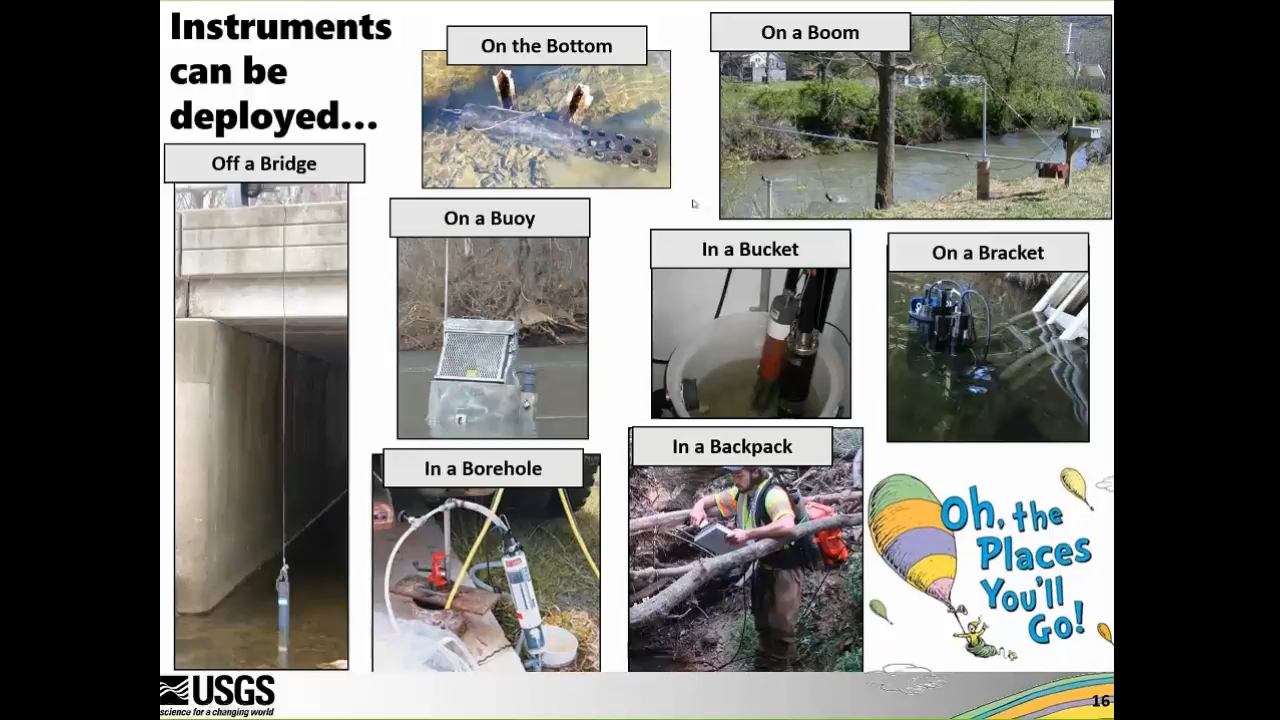 Instruments
can be
deployed...
Off a Bridge
On the Bottom
On a Boom
On a Buoy
In a Bucket
On a Bracket
In a Borehole
In a Backpack
Oh, the
Places
You'll
Go!
USGS
science for a changing world
16